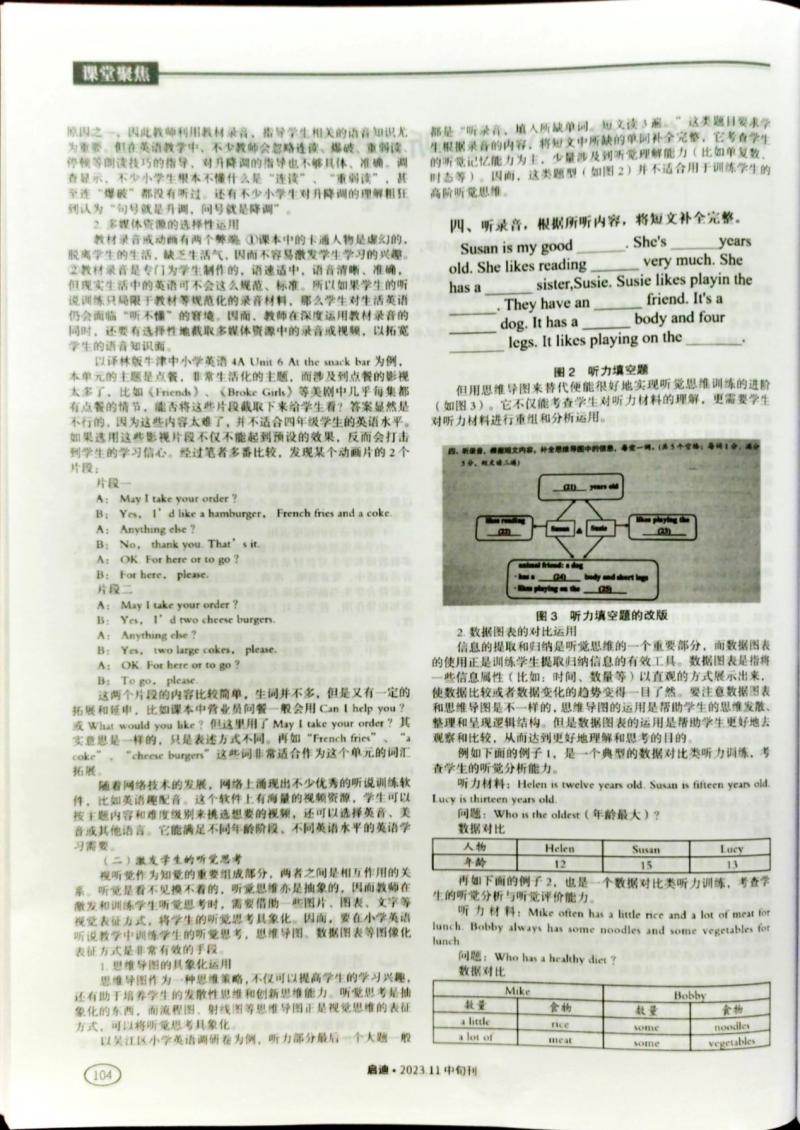 课堂聚焦
原因之一，因此教师利用教材录音、指导学生相关的语音知识尤
为重要。但在英语教学中，不少教师会忽略连读、爆破、重弱读、
停顿等朗读技巧的指导，对升降调的指导也不够具体、准确。调
查显示，不少小学生根本不懂什么是“连读”、“重弱读”，甚
至连“爆破”都没有听过。还有不少小学生对升降调的理解粗狂
到认为“句号就是升调，问号就是降调”。
2. 多媒体资源的选择性运用
教材录音或动画有两个弊端：①课本中的卡通人物是虚幻的，
脱离学生的生活，缺乏生活气，因而不容易激发学生学习的兴趣。
②教材录音是专门为学生制作的，语速适中，语音清晰、准确，
但现实生活中的英语可不会这么规范、标准。所以如果学生的听
说训练只局限于教材等规范化的录音材料，那么学生对生活英语
仍会面临“听不懂”的窘境。因而，教师在深度运用教材录音的
同时，还要有选择性地截取多媒体资源中的录音或视频，以拓宽
学生的语音知识面。
以译林版牛津中小学英语 4A Unit 6 At the snack bar 为例，
本单元的主题是点餐，非常生活化的主题，而涉及到点餐的影视
太多了，比如《Friends》、《Broke Girls》等美剧中几乎每集都
有点餐的情节，能否将这些片段截取下来给学生看？答案显然是
不行的，因为这些内容太难了，并不适合四年级学生的英语水平。
如果选用这些影视片段不仅不能起到预设的效果，反而会打击
到学生的学习信心。经过笔者多番比较，发现某个动画片的 2 个
片段：
片段一
A： May I take your order？
B： Yes， I’d like a hamburger， French fries and a coke.
A： Anything else？
B： No， thank you. That’s it.
A： OK. For here or to go？
B： For here， please.
片段二
A： May I take your order？
B： Yes， I’d two cheese burgers.
A： Anything else？
B： Yes， two large cokes， please.
A： OK. For here or to go？
B： To go， please.
这两个片段的内容比较简单，生词并不多，但是又有一定的
拓展和延申，比如课本中营业员问餐一般会用 Can I help you？
或 What would you like？但这里用了 May I take your order？其
实意思是一样的，只是表述方式不同。再如“French fries”、“a
coke”、“cheese burgers”这些词非常适合作为这个单元的词汇
拓展。
随着网络技术的发展，网络上涌现出不少优秀的听说训练软
件，比如英语趣配音。这个软件上有海量的视频资源，学生可以
按主题内容和难度级别来挑选想要的视频，还可以选择英音、美
音或其他语言。它能满足不同年龄阶段、不同英语水平的英语学
习需要。
（二）激发学生的听觉思考
视听觉作为知觉的重要组成部分，两者之间是相互作用的关
系。听觉是看不见摸不着的，听觉思维亦是抽象的，因而教师在
激发和训练学生听觉思考时，需要借助一些图片、图表、文字等
视觉表征方式，将学生的听觉思考具象化。因而，要在小学英语
听说教学中训练学生的听觉思考，思维导图、数据图表等图像化
表征方式是非常有效的手段。
1. 思维导图的具象化运用
思维导图作为一种思维策略，不仅可以提高学生的学习兴趣，
还有助于培养学生的发散性思维和创新思维能力。听觉思考是抽
象化的东西，而流程图、射线图等思维导图正是视觉思维的表征
方式，可以将听觉思考具象化。
以吴江区小学英语调研卷为例，听力部分最后一个大题一般
都是“听录音，填入所缺单词。短文读 3 遍。”这类题目要求学
生根据录音的内容，将短文中所缺的单词补全完整，它考查学生
的听觉记忆能力为主，少量涉及到听觉理解能力（比如单复数、
时态等）。因而，这类题型（如图 2）并不适合用于训练学生的
高阶听觉思维。
四、听录音，根据所听内容，将短文补全完整。
Susan is my good ______. She's ______ years
old. She likes reading ______ very much. She
has a ______ sister,Susie. Susie likes playin the
______. They have an ______ friend. It's a
______ dog. It has a ______ body and four
______ legs. It likes playing on the ______.
图 2 听力填空题
但用思维导图来替代便能很好地实现听觉思维训练的进阶
（如图 3）。它不仅能考查学生对听力材料的理解，更需要学生
对听力材料进行重组和分析运用。
四、听录音，根据短文内容，补全思维导图中的信息，每空一词。(共 5 个空格；每词 1 分，满分
5 分，短文读三遍)
(21) years old
likes reading
(22)
Susan & Susie
likes playing the
(23)
animal friend: a dog
· has a (24) body and short legs
· likes playing on the (25)
图 3 听力填空题的改版
2. 数据图表的对比运用
信息的提取和归纳是听觉思维的一个重要部分，而数据图表
的使用正是训练学生提取归纳信息的有效工具。数据图表是指将
一些信息属性（比如：时间、数量等）以直观的方式展示出来，
使数据比较或者数据变化的趋势变得一目了然。要注意数据图表
和思维导图是不一样的，思维导图的运用是帮助学生的思维发散、
整理和呈现逻辑结构。但是数据图表的运用是帮助学生更好地去
观察和比较，从而达到更好地理解和思考的目的。
例如下面的例子 1，是一个典型的数据对比类听力训练，考
查学生的听觉分析能力。
听力材料：Helen is twelve years old. Susan is fifteen years old.
Lucy is thirteen years old.
问题：Who is the oldest（年龄最大）?
数据对比
人物 Helen Susan Lucy
年龄 12 15 13
再如下面的例子 2，也是一个数据对比类听力训练，考查学
生的听觉分析与听觉评价能力。
听力材料：Mike often has a little rice and a lot of meat for
lunch. Bobby always has some noodles and some vegetables for
lunch.
问题：Who has a healthy diet？
数据对比
Mike Bobby
数量 食物 数量 食物
a little rice some noodles
a lot of meat some vegetables
104
启迪·2023.11 中旬刊